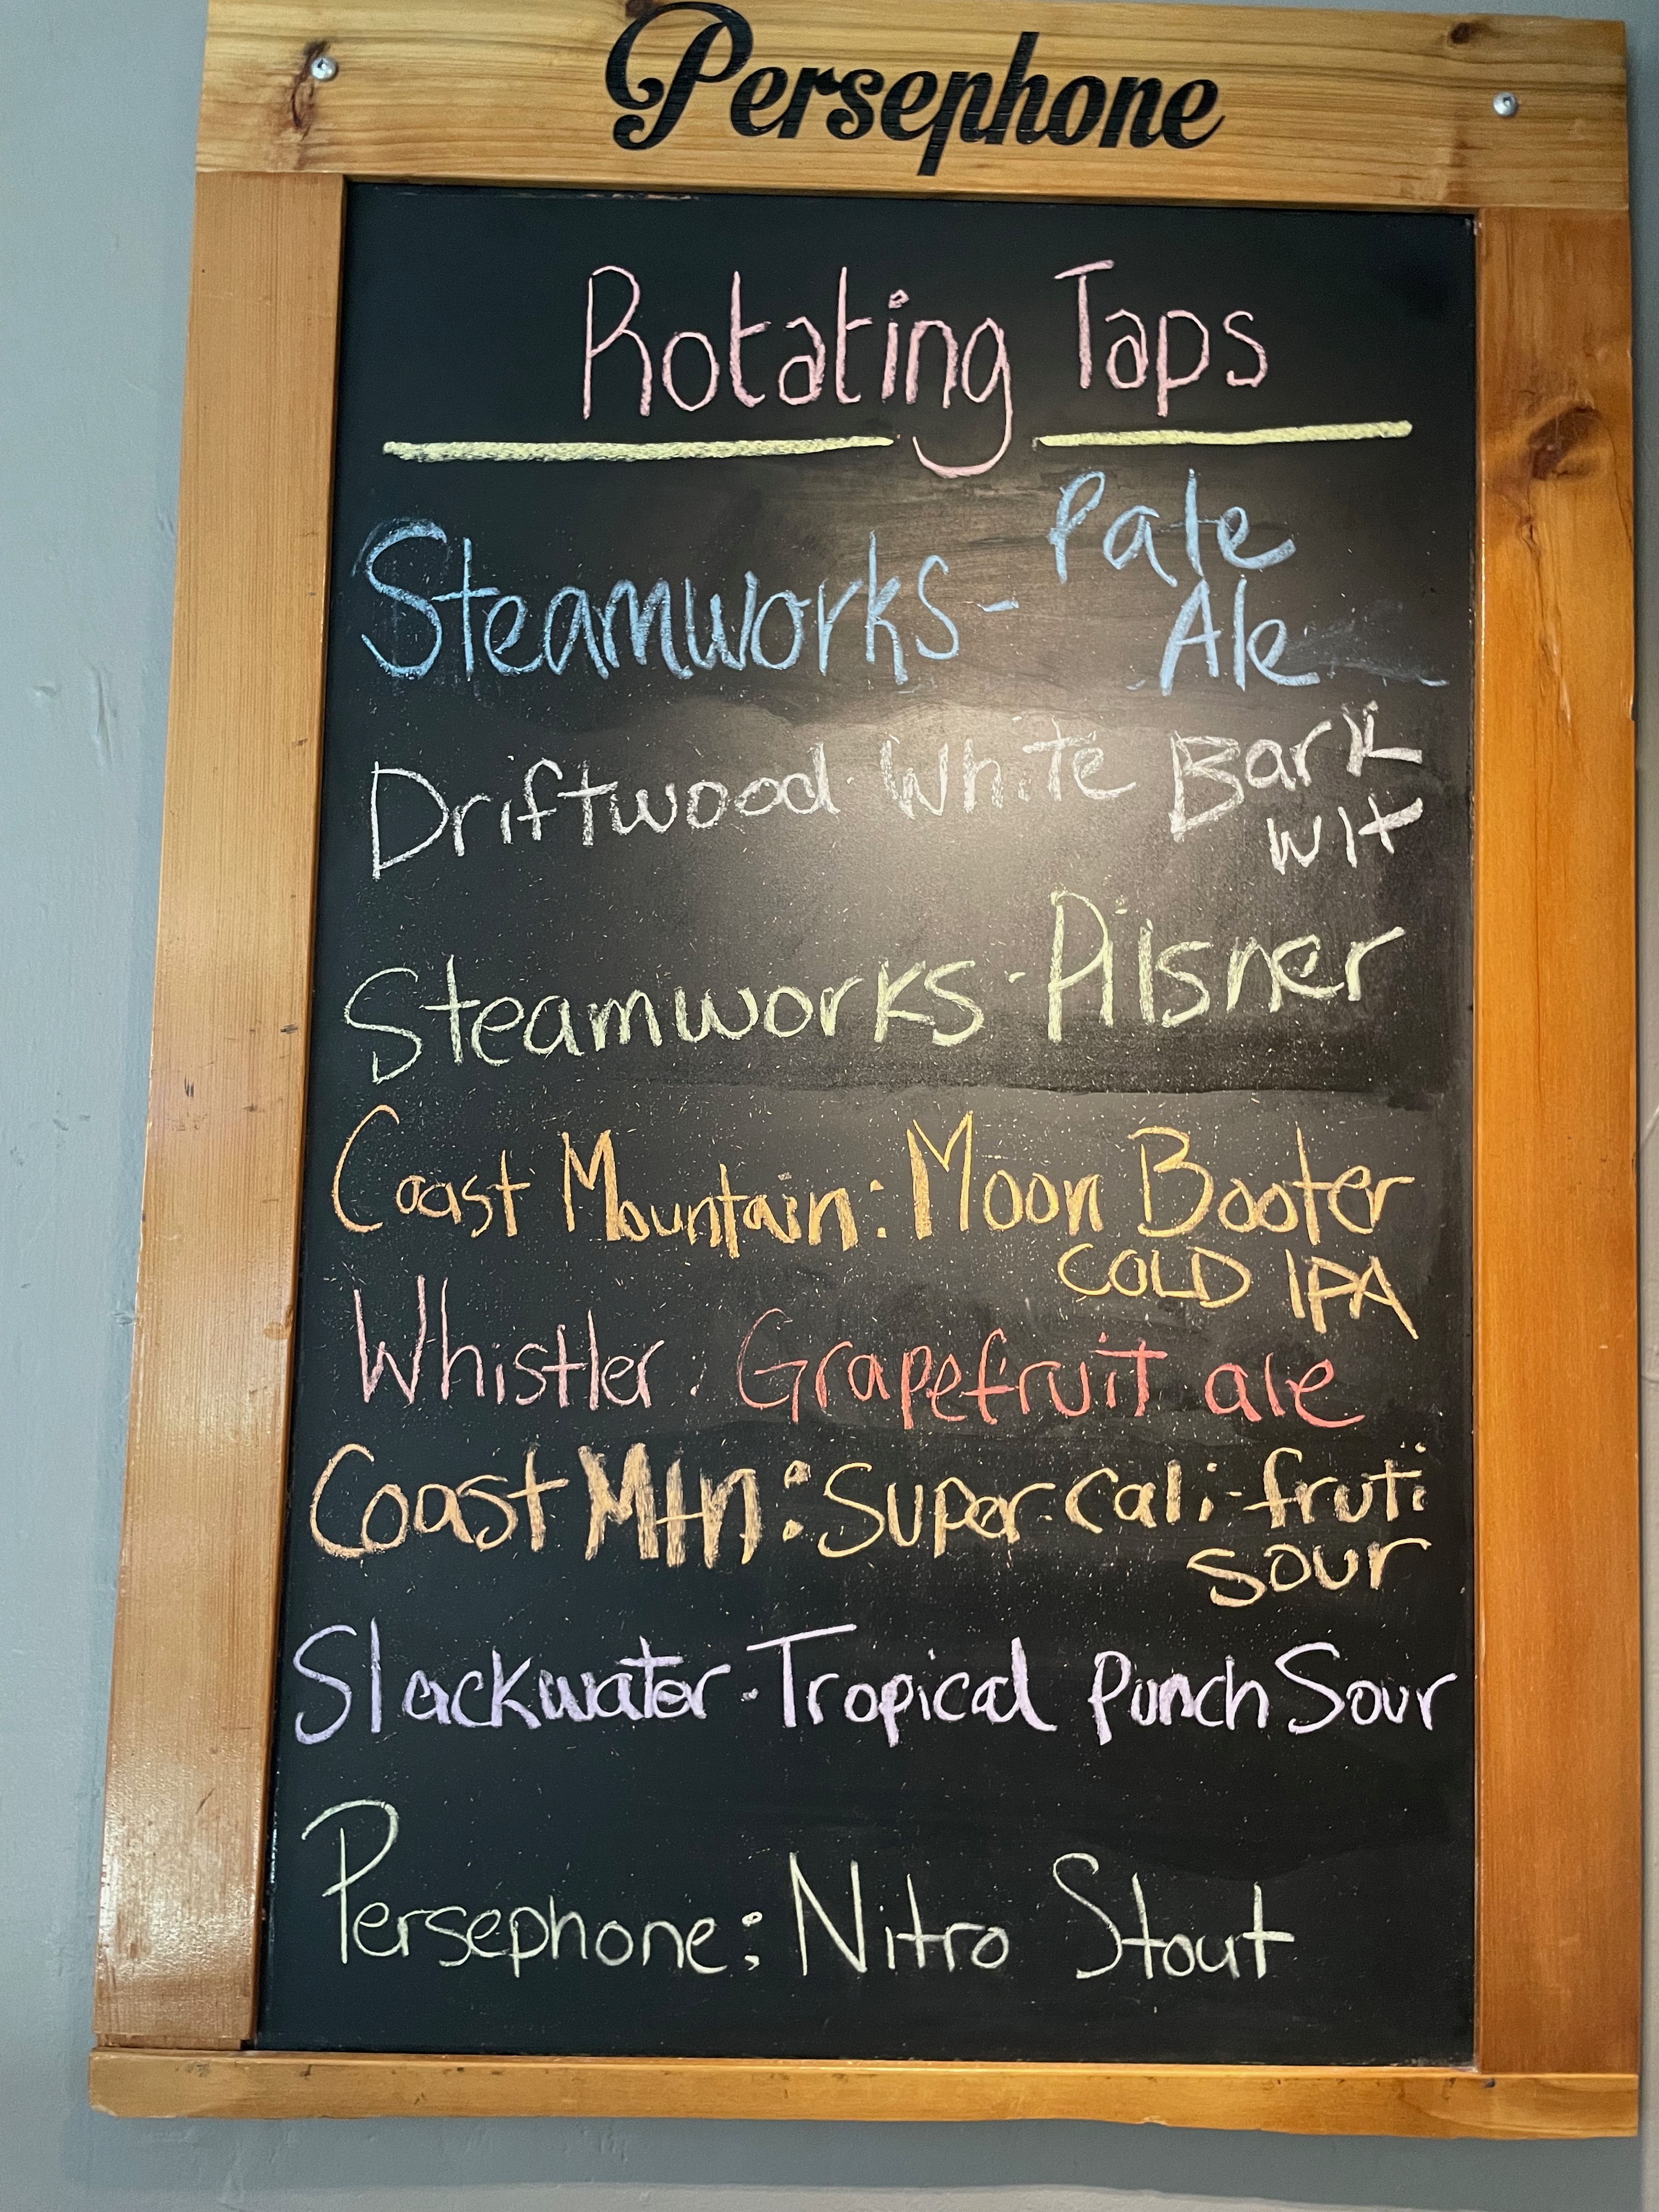 Persephone
Rotating Taps
Steamworks - Pale
Ale
Driftwood - White Bark
Wit
Steamworks - Pilsner
Coast Mountain: Moon Booter
COLD IPA
Whistler: Grapefruit ale
Coast Mtn: Super-Cali-fruti
sour
Slackwater - Tropical Punch Sour
Persephone: Nitro Stout